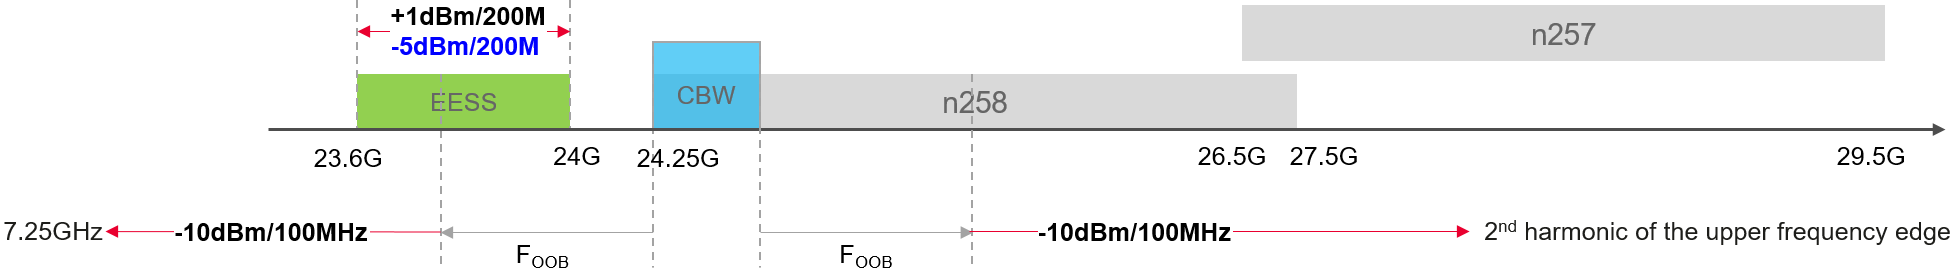 +1dBm/200M
-5dBm/200M
n257
EESS
CBW
n258
23.6G
24G
24.25G
26.5G
27.5G
29.5G
7.25GHz
-10dBm/100MHz
-10dBm/100MHz
2nd harmonic of the upper frequency edge
FOOB
FOOB